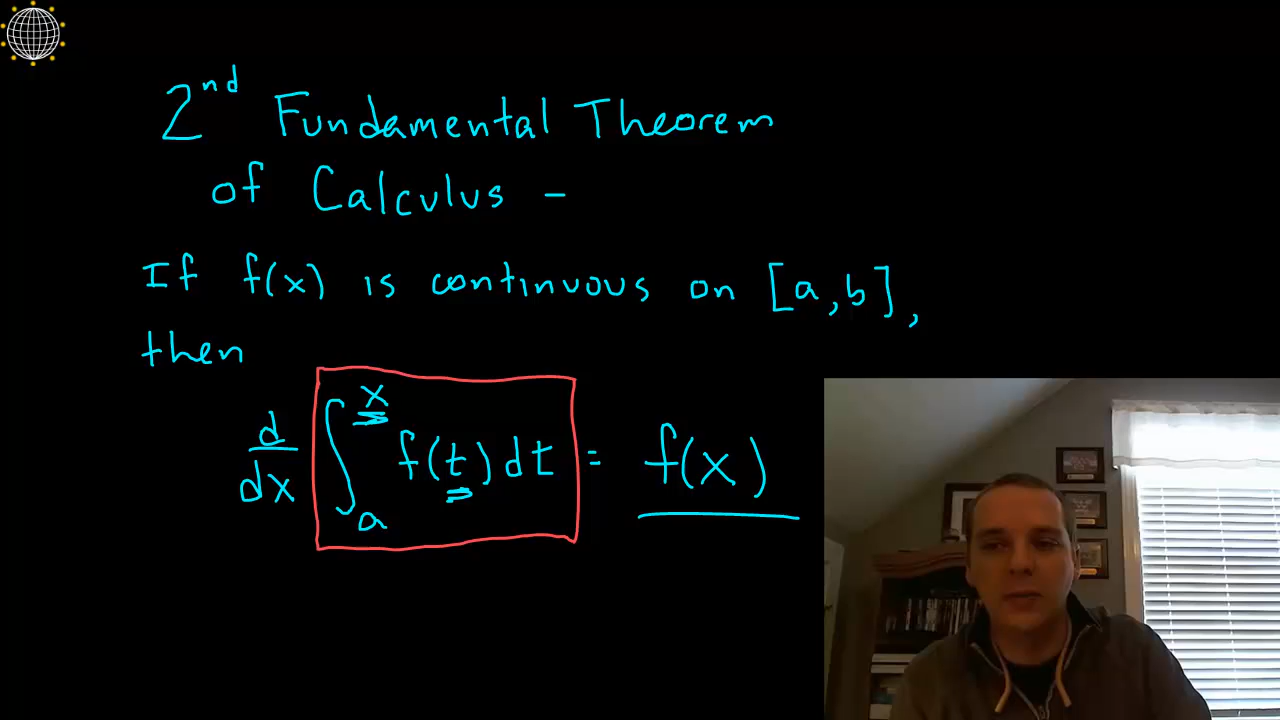 2nd Fundamental Theorem
of Calculus -
If f(x) is continuous on [a,b],
then
d/dx ∫_a^x f(t) dt = f(x)